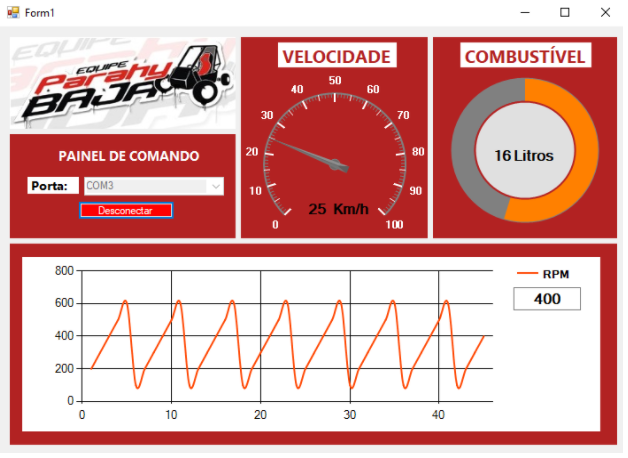 Form1
EQUIPE
Parahy
BAJA
PAINEL DE COMANDO
Porta:
COM3
Desconectar
VELOCIDADE
0
10
20
30
40
50
60
70
80
90
100
25 Km/h
COMBUSTÍVEL
16 Litros
800
600
400
200
0
0
10
20
30
40
RPM
400